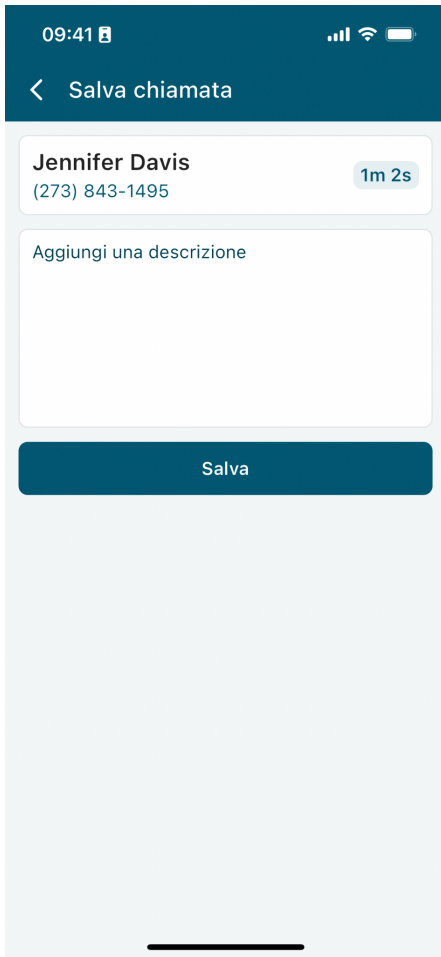 09:41
Salva chiamata
Jennifer Davis
1m 2s
(273) 843-1495
Aggiungi una descrizione
Salva